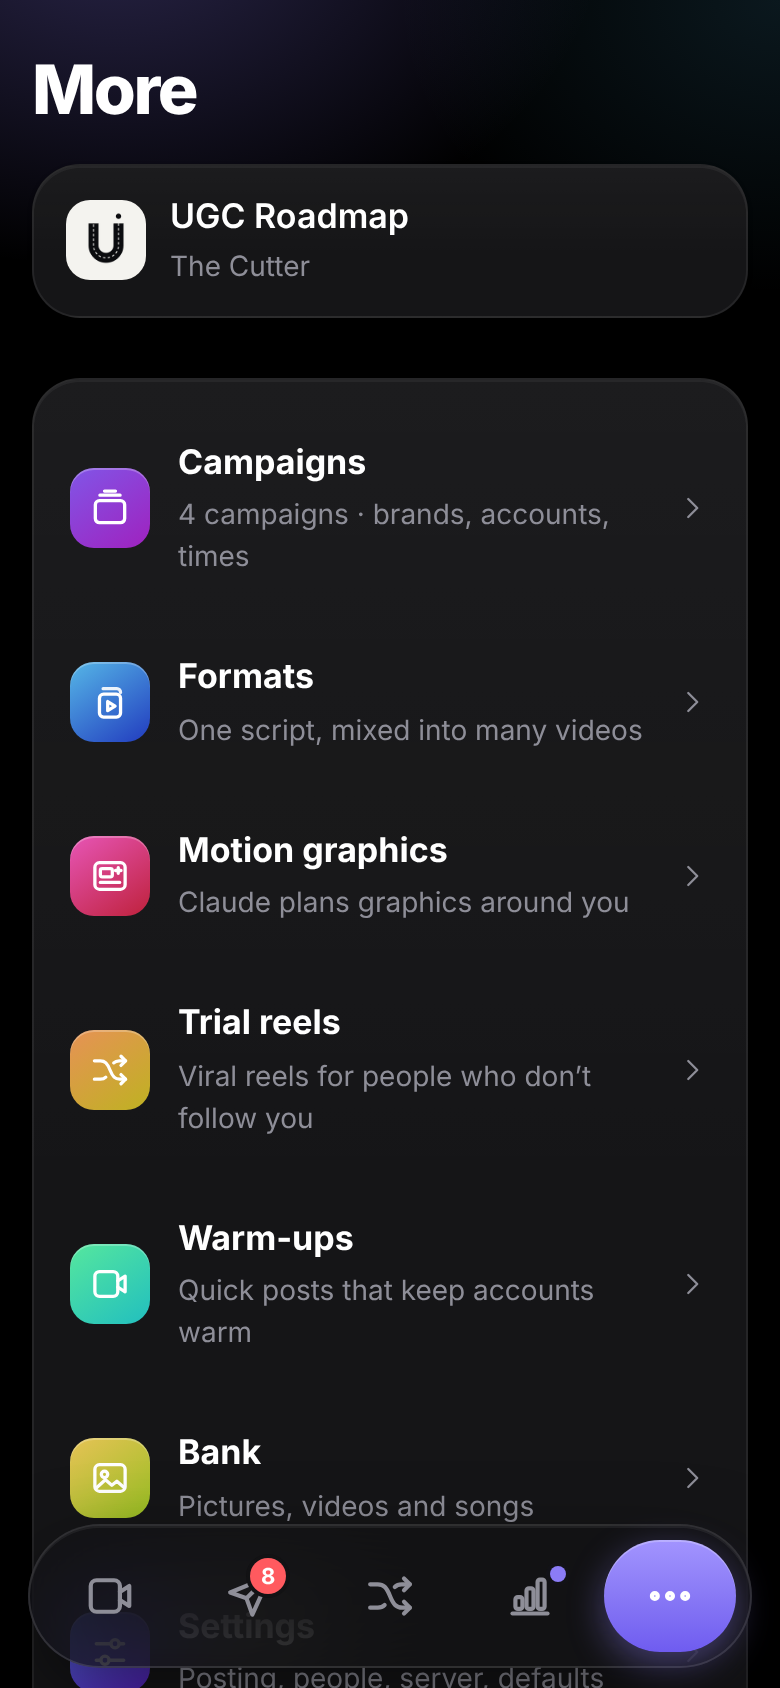 More
UGC Roadmap
The Cutter
Campaigns
4 campaigns · brands, accounts,
times
Formats
One script, mixed into many videos
Motion graphics
Claude plans graphics around you
Trial reels
Viral reels for people who don’t
follow you
Warm-ups
Quick posts that keep accounts
warm
Bank
Pictures, videos and songs
8
Settings
Posting, people, server, defaults